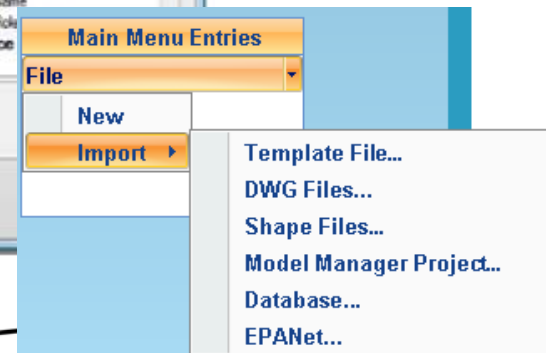 Main Menu Entries
File
New
Import
Template File...
DWG Files...
Shape Files...
Model Manager Project...
Database...
EPANet...